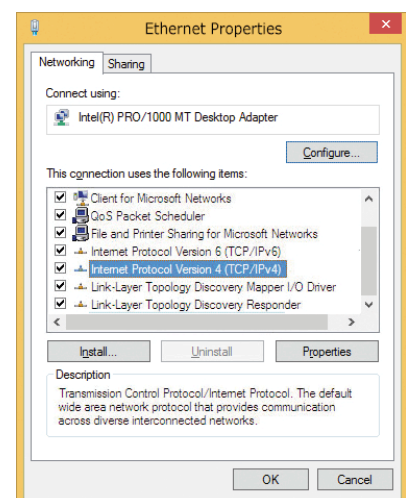 Ethernet Properties
Networking
Sharing
Connect using:
Intel(R) PRO/1000 MT Desktop Adapter
Configure...
This connection uses the following items:
Client for Microsoft Networks
QoS Packet Scheduler
File and Printer Sharing for Microsoft Networks
Internet Protocol Version 6 (TCP/IPv6)
Internet Protocol Version 4 (TCP/IPv4)
Link-Layer Topology Discovery Mapper I/O Driver
Link-Layer Topology Discovery Responder
Install...
Uninstall
Properties
Description
Transmission Control Protocol/Internet Protocol. The default
wide area network protocol that provides communication
across diverse interconnected networks.
OK
Cancel